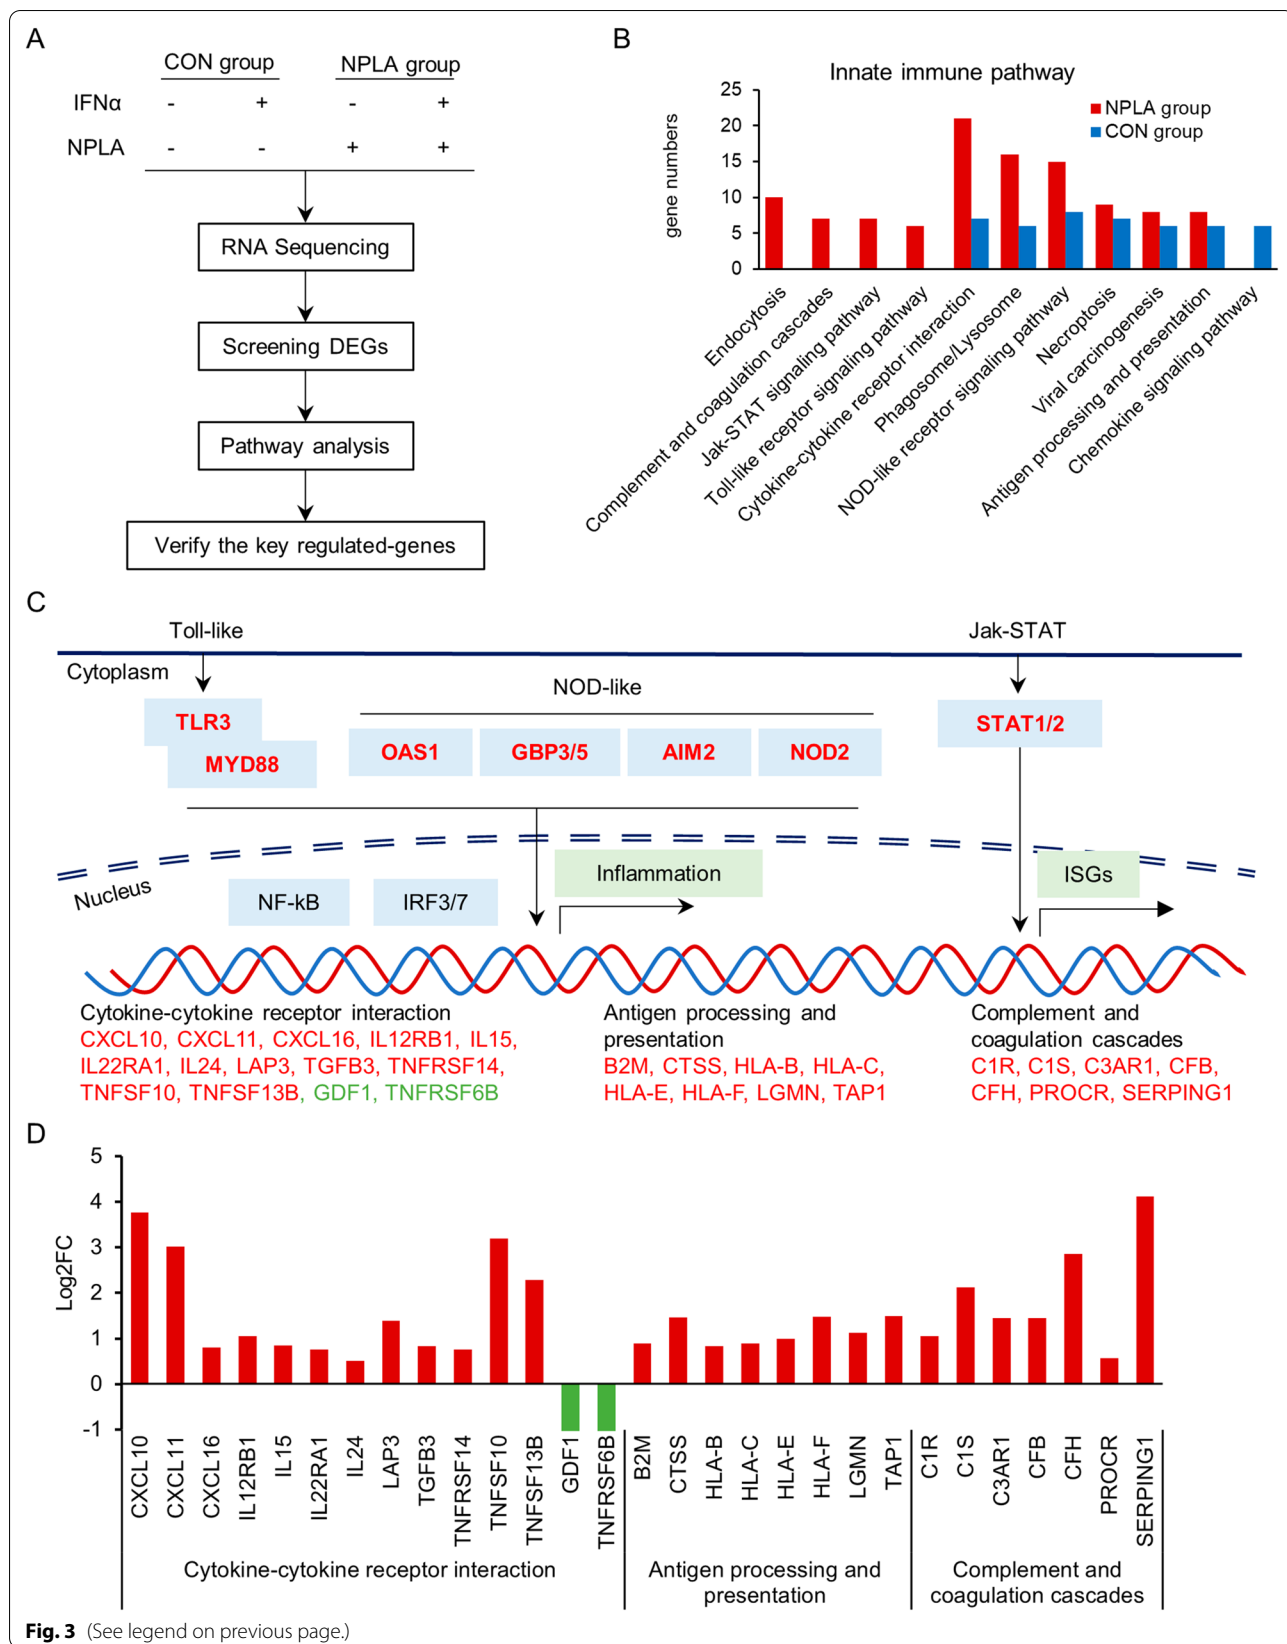 A
CON group NPLA group
IFNα - + - +
NPLA - - + +
RNA Sequencing
Screening DEGs
Pathway analysis
Verify the key regulated-genes
B
Innate immune pathway
gene numbers
25
20
15
10
5
0
NPLA group
CON group
Endocytosis
Complement and coagulation cascades
Jak-STAT signaling pathway
Toll-like receptor signaling pathway
Cytokine-cytokine receptor interaction
Phagosome/Lysosome
NOD-like receptor signaling pathway
Necroptosis
Viral carcinogenesis
Antigen processing and presentation
Chemokine signaling pathway
C
Toll-like
Jak-STAT
Cytoplasm
NOD-like
TLR3
MYD88
OAS1
GBP3/5
AIM2
NOD2
STAT1/2
Nucleus
NF-kB
IRF3/7
Inflammation
ISGs
Cytokine-cytokine receptor interaction
CXCL10, CXCL11, CXCL16, IL12RB1, IL15,
IL22RA1, IL24, LAP3, TGFB3, TNFRSF14,
TNFSF10, TNFSF13B, GDF1, TNFRSF6B
Antigen processing and
presentation
B2M, CTSS, HLA-B, HLA-C,
HLA-E, HLA-F, LGMN, TAP1
Complement and
coagulation cascades
C1R, C1S, C3AR1, CFB,
CFH, PROCR, SERPING1
D
Log2FC
5
4
3
2
1
0
-1
CXCL10
CXCL11
CXCL16
IL12RB1
IL15
IL22RA1
IL24
LAP3
TGFB3
TNFRSF14
TNFSF10
TNFSF13B
GDF1
TNFRSF6B
B2M
CTSS
HLA-B
HLA-C
HLA-E
HLA-F
LGMN
TAP1
C1R
C1S
C3AR1
CFB
CFH
PROCR
SERPING1
Cytokine-cytokine receptor interaction
Antigen processing and
presentation
Complement and
coagulation cascades
Fig. 3 (See legend on previous page.)